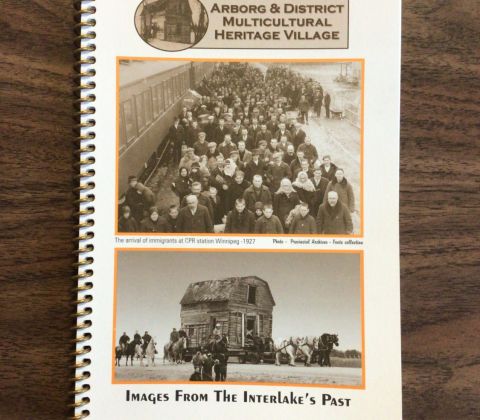 Arborg & District
Multicultural
Heritage Village
The arrival of immigrants at CPR station Winnipeg -1927
Photo - Provincial Archives - Foote collection
Images From The Interlake's Past